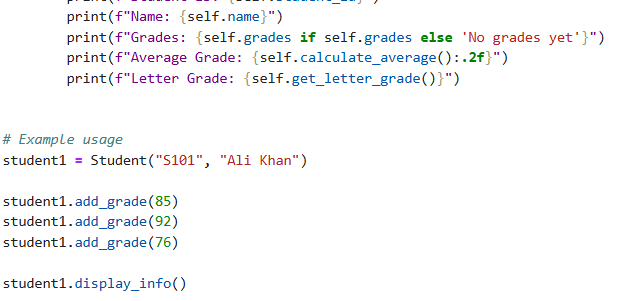 print(f"Name: {self.name}")
print(f"Grades: {self.grades if self.grades else 'No grades yet'}")
print(f"Average Grade: {self.calculate_average():.2f}")
print(f"Letter Grade: {self.get_letter_grade()}")
# Example usage
student1 = Student("S101", "Ali Khan")
student1.add_grade(85)
student1.add_grade(92)
student1.add_grade(76)
student1.display_info()